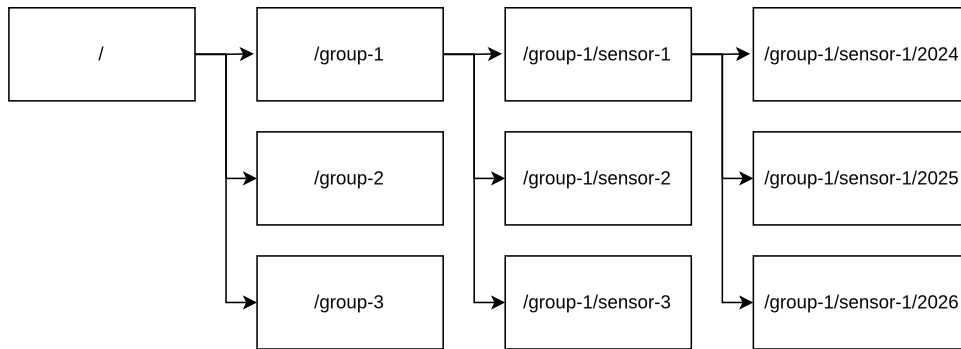 /
/group-1
/group-1/sensor-1
/group-1/sensor-1/2024
/group-2
/group-1/sensor-2
/group-1/sensor-1/2025
/group-3
/group-1/sensor-3
/group-1/sensor-1/2026